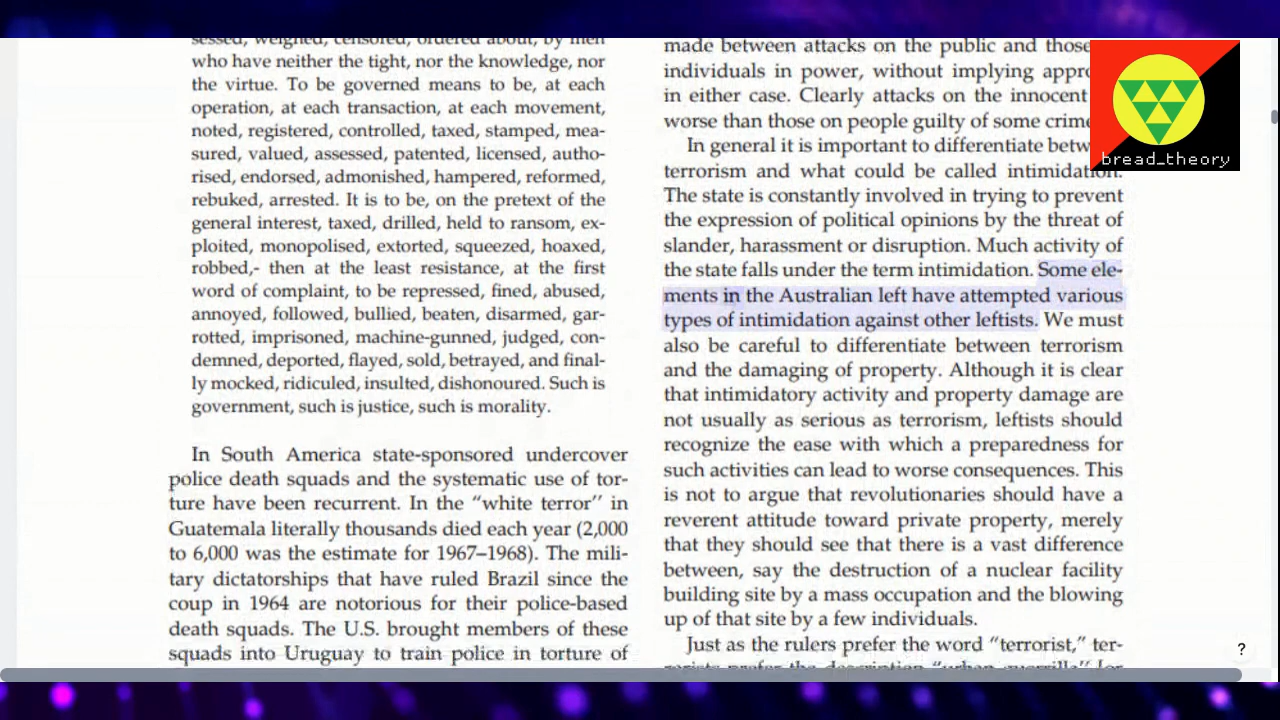 sessed, weighed, censored, ordered about, by men
who have neither the tight, nor the knowledge, nor
the virtue. To be governed means to be, at each
operation, at each transaction, at each movement,
noted, registered, controlled, taxed, stamped, mea-
sured, valued, assessed, patented, licensed, autho-
rised, endorsed, admonished, hampered, reformed,
rebuked, arrested. It is to be, on the pretext of the
general interest, taxed, drilled, held to ransom, ex-
ploited, monopolised, extorted, squeezed, hoaxed,
robbed,- then at the least resistance, at the first
word of complaint, to be repressed, fined, abused,
annoyed, followed, bullied, beaten, disarmed, gar-
rotted, imprisoned, machine-gunned, judged, con-
demned, deported, flayed, sold, betrayed, and final-
ly mocked, ridiculed, insulted, dishonoured. Such is
government, such is justice, such is morality.
In South America state-sponsored undercover
police death squads and the systematic use of tor-
ture have been recurrent. In the “white terror’’ in
Guatemala literally thousands died each year (2,000
to 6,000 was the estimate for 1967–1968). The mili-
tary dictatorships that have ruled Brazil since the
coup in 1964 are notorious for their police-based
death squads. The U.S. brought members of these
squads into Uruguay to train police in torture of
made between attacks on the public and those
individuals in power, without implying appro
in either case. Clearly attacks on the innocent
worse than those on people guilty of some crime
In general it is important to differentiate betw
terrorism and what could be called intimidation.
The state is constantly involved in trying to prevent
the expression of political opinions by the threat of
slander, harassment or disruption. Much activity of
the state falls under the term intimidation. Some ele-
ments in the Australian left have attempted various
types of intimidation against other leftists. We must
also be careful to differentiate between terrorism
and the damaging of property. Although it is clear
that intimidatory activity and property damage are
not usually as serious as terrorism, leftists should
recognize the ease with which a preparedness for
such activities can lead to worse consequences. This
is not to argue that revolutionaries should have a
reverent attitude toward private property, merely
that they should see that there is a vast difference
between, say the destruction of a nuclear facility
building site by a mass occupation and the blowing
up of that site by a few individuals.
Just as the rulers prefer the word “terrorist,” ter-
rorists prefer the description “urban guerrilla” for
bread_theory
?